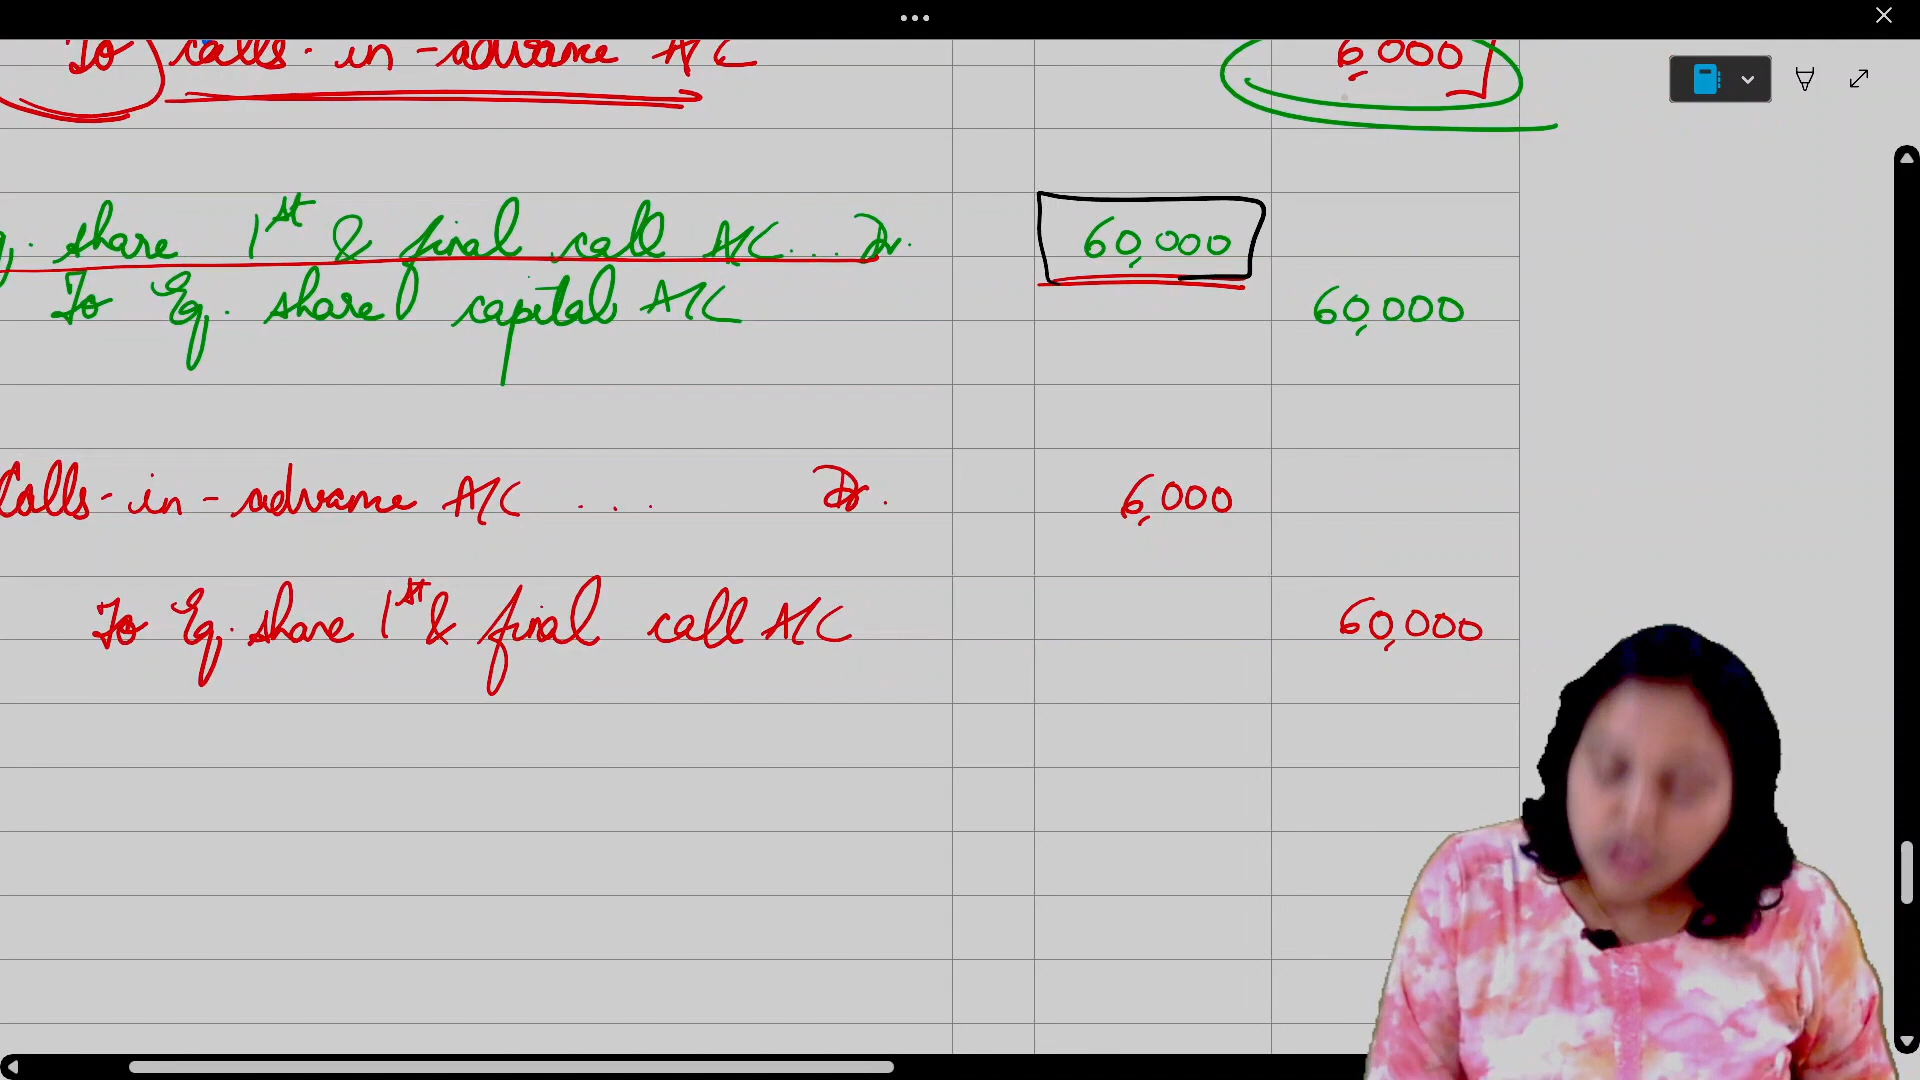 To calls-in-advance A/C 6,000
Eq. share 1st & final call A/C... Dr. 60,000
To Eq. share capital A/C 60,000
Calls-in-advance A/C ... Dr. 6,000
To Eq. share 1st & final call A/C 60,000